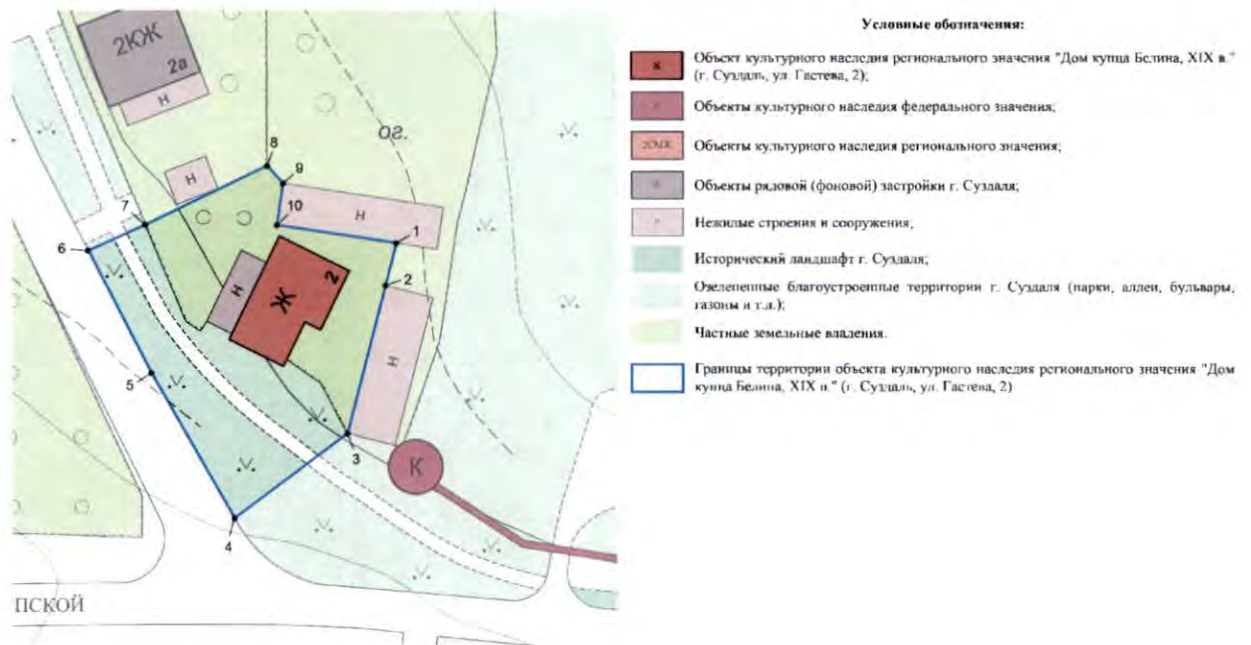 Условные обозначения:
К
Объект культурного наследия регионального значения "Дом купца Белина, XIX в."
(г. Суздаль, ул. Гастева, 2);
Объекты культурного наследия федерального значения;
2КМЖ
Объекты культурного наследия регионального значения;
Объекты рядовой (фоновой) застройки г. Суздаля;
Нежилые строения и сооружения;
Исторический ландшафт г. Суздаля;
Озелененные благоустроенные территории г. Суздаля (парки, аллеи, бульвары,
газоны и т.д.);
Частные земельные владения.
Границы территории объекта культурного наследия регионального значения "Дом
купца Белина, XIX в." (г. Суздаль, ул. Гастева, 2)
2КЖ
2а
Н
ог.
8
Н
9
7
10
Н
1
6
2
Н
Ж
2
Н
5
3
К
4
ПСКОЙ